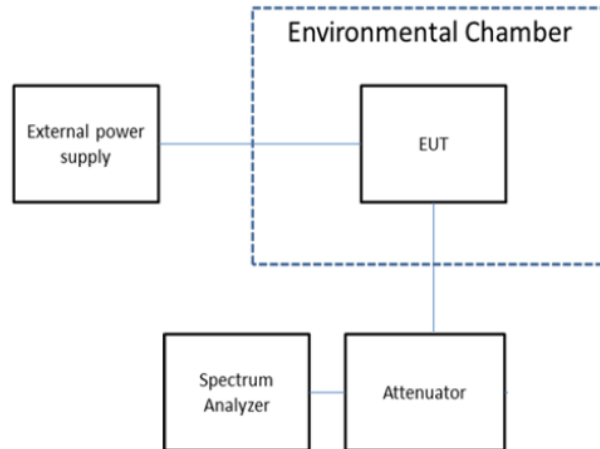 Environmental Chamber
External power
supply
EUT
Spectrum
Analyzer
Attenuator